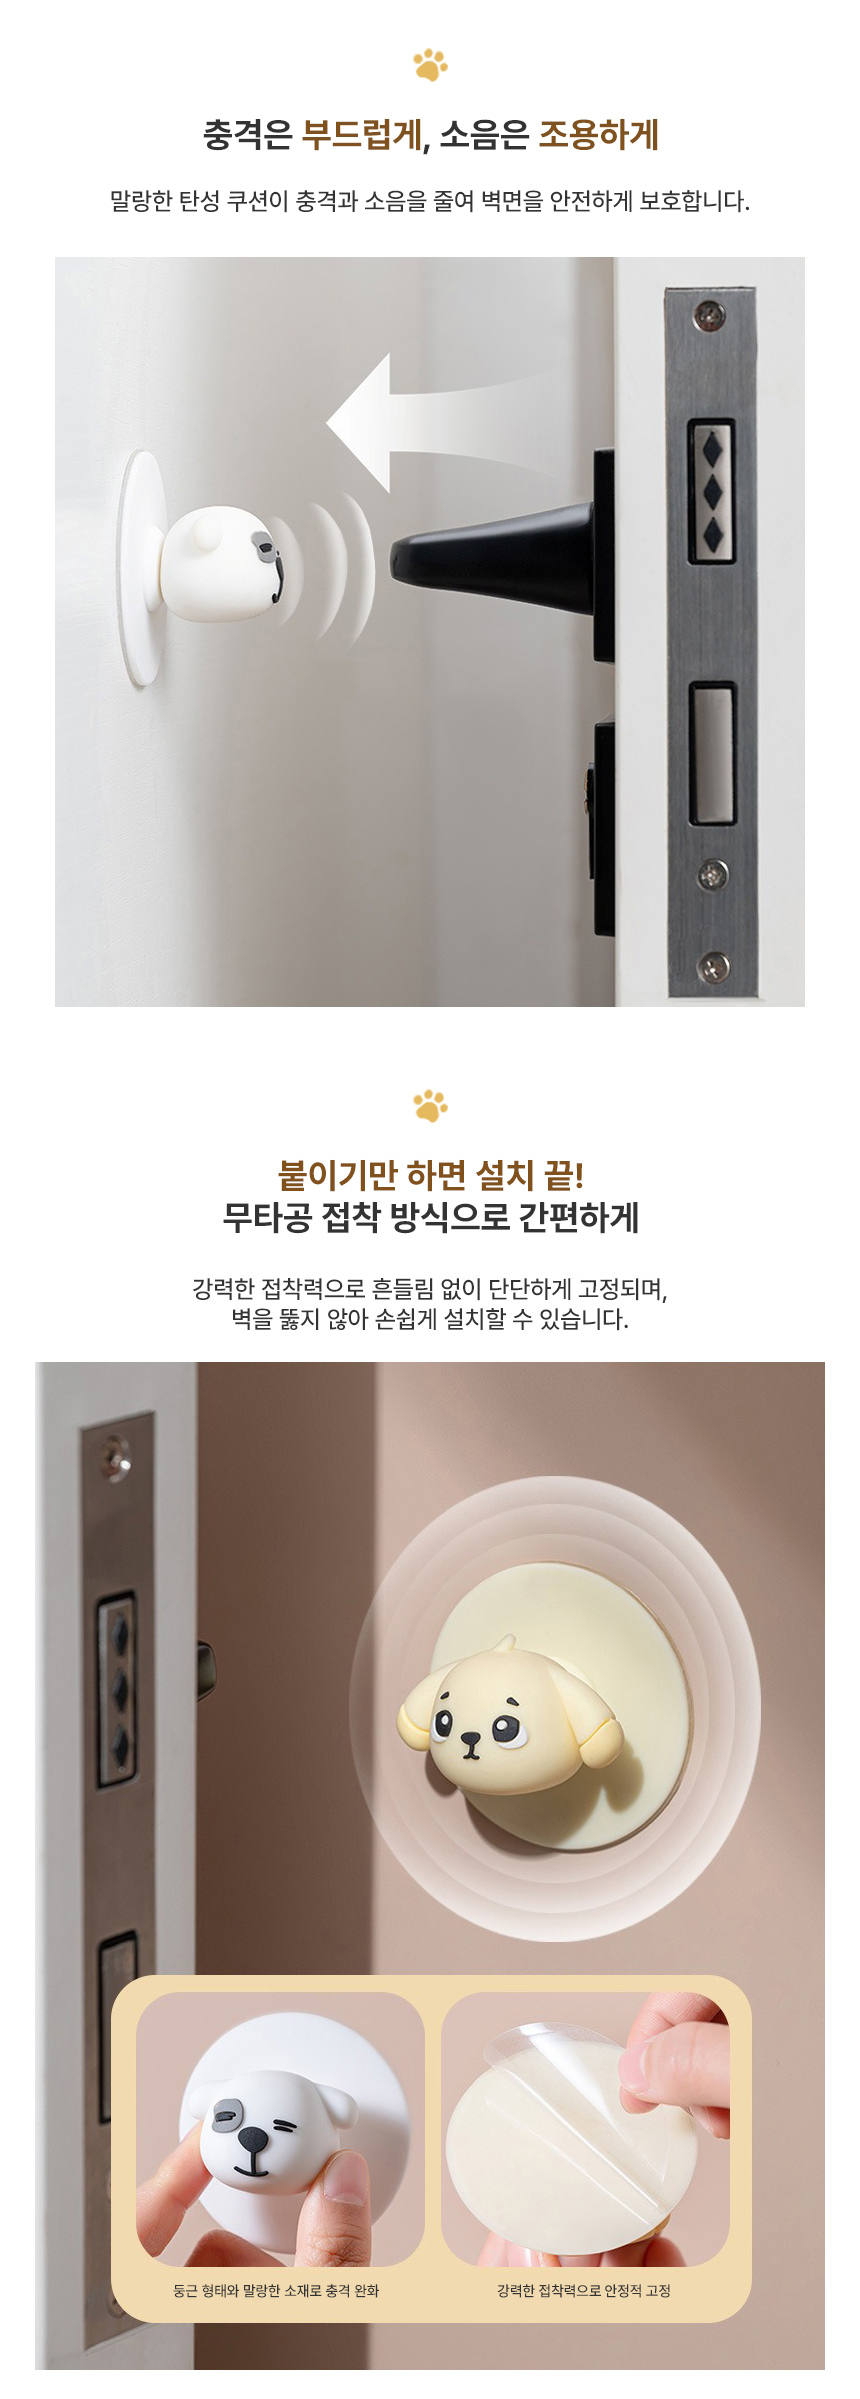 충격은 부드럽게, 소음은 조용하게
말랑한 탄성 쿠션이 충격과 소음을 줄여 벽면을 안전하게 보호합니다.
붙이기만 하면 설치 끝!
무타공 접착 방식으로 간편하게
강력한 접착력으로 흔들림 없이 단단하게 고정되며,
벽을 뚫지 않아 손쉽게 설치할 수 있습니다.
둥근 형태와 말랑한 소재로 충격 완화
강력한 접착력으로 안정적 고정